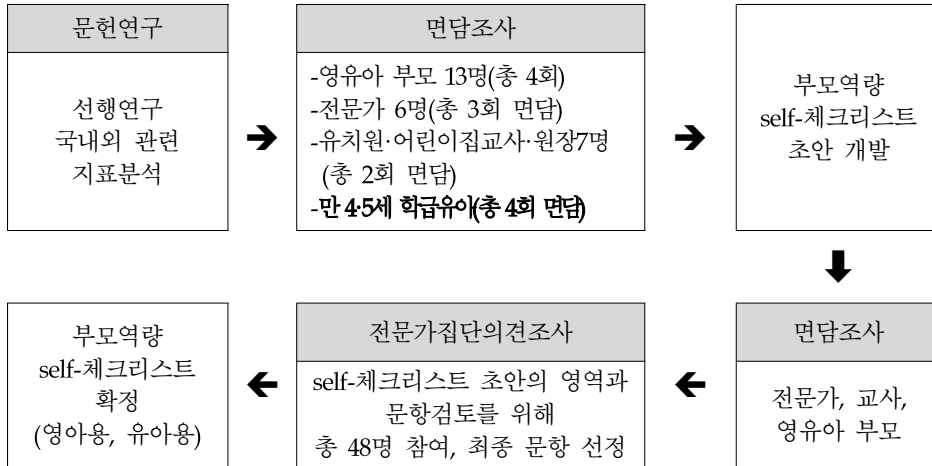 문헌연구
선행연구
국내외 관련
지표분석
면담조사
-영유아 부모 13명(총 4회)
-전문가 6명(총 3회 면담)
-유치원·어린이집교사·원장7명
(총 2회 면담)
-만 4·5세 학급유아(총 4회 면담)
부모역량
self-체크리스트
초안 개발
면담조사
전문가, 교사,
영유아 부모
전문가집단의견조사
self-체크리스트 초안의 영역과
문항검토를 위해
총 48명 참여, 최종 문항 선정
부모역량
self-체크리스트
확정
(영아용, 유아용)